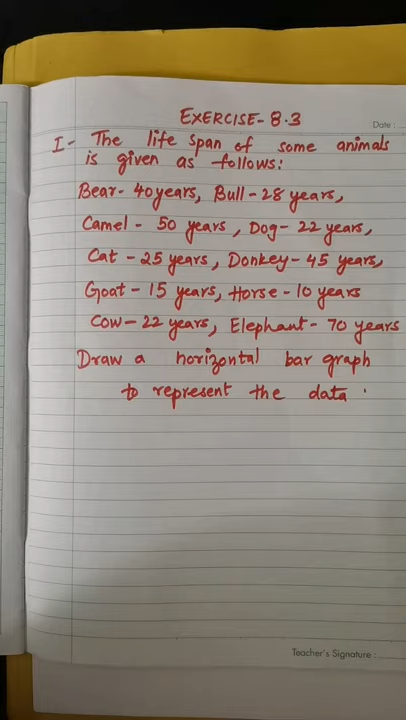 EXERCISE-8.3
Date :
I- The life span of some animals
is given as follows:
Bear- 40years, Bull-28 years,
Camel - 50 years , Dog- 22 years,
Cat - 25 years, Donkey- 45 years,
Goat - 15 years, Horse - 10 years
Cow- 22 years, Elephant- 70 years
Draw a horizontal bar graph
to represent the data .
Teacher's Signature :